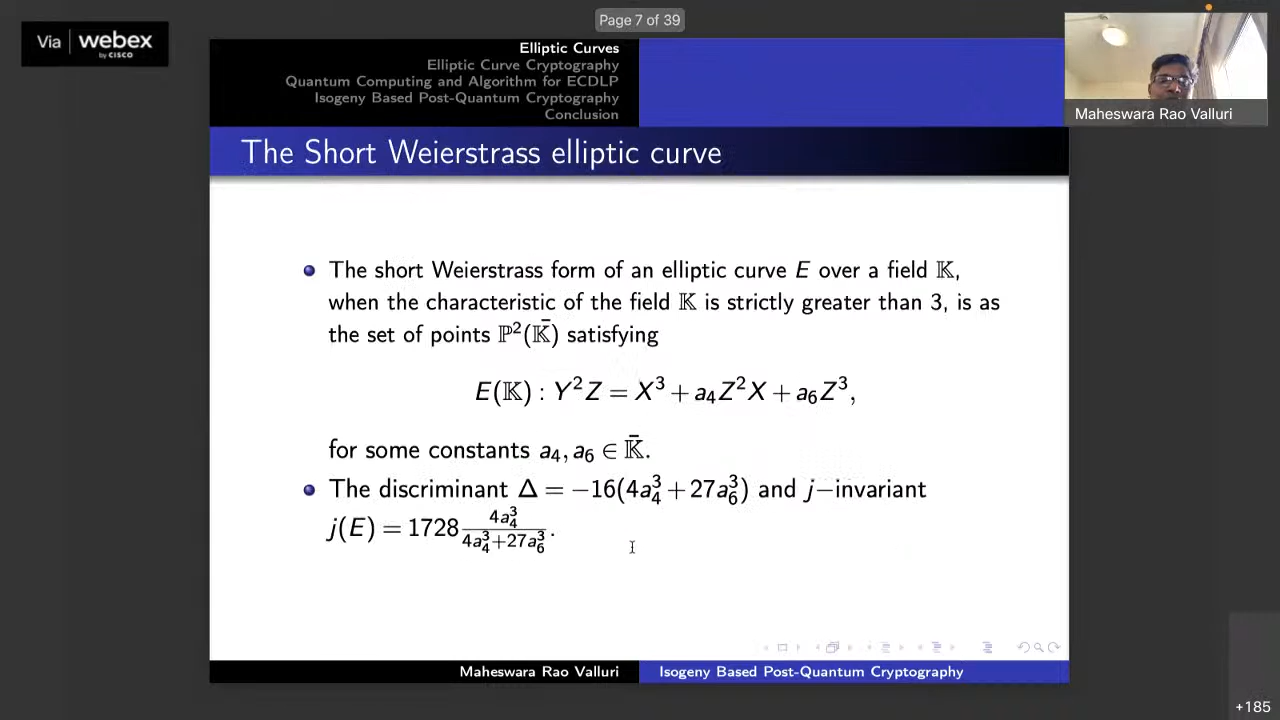 Page 7 of 39
Via webex
by CISCO
Elliptic Curves
Elliptic Curve Cryptography
Quantum Computing and Algorithm for ECDLP
Isogeny Based Post-Quantum Cryptography
Conclusion
Maheswara Rao Valluri
The Short Weierstrass elliptic curve
The short Weierstrass form of an elliptic curve E over a field 𝕂,
when the characteristic of the field 𝕂 is strictly greater than 3, is as
the set of points ℙ²(𝕂̄) satisfying
E(𝕂) : Y²Z = X³ + a₄Z²X + a₆Z³,
for some constants a₄, a₆ ∈ 𝕂̄.
The discriminant Δ = −16(4a₄³ + 27a₆³) and j−invariant
j(E) = 1728 4a₄³/(4a₄³+27a₆³).
Maheswara Rao Valluri
Isogeny Based Post-Quantum Cryptography
+185